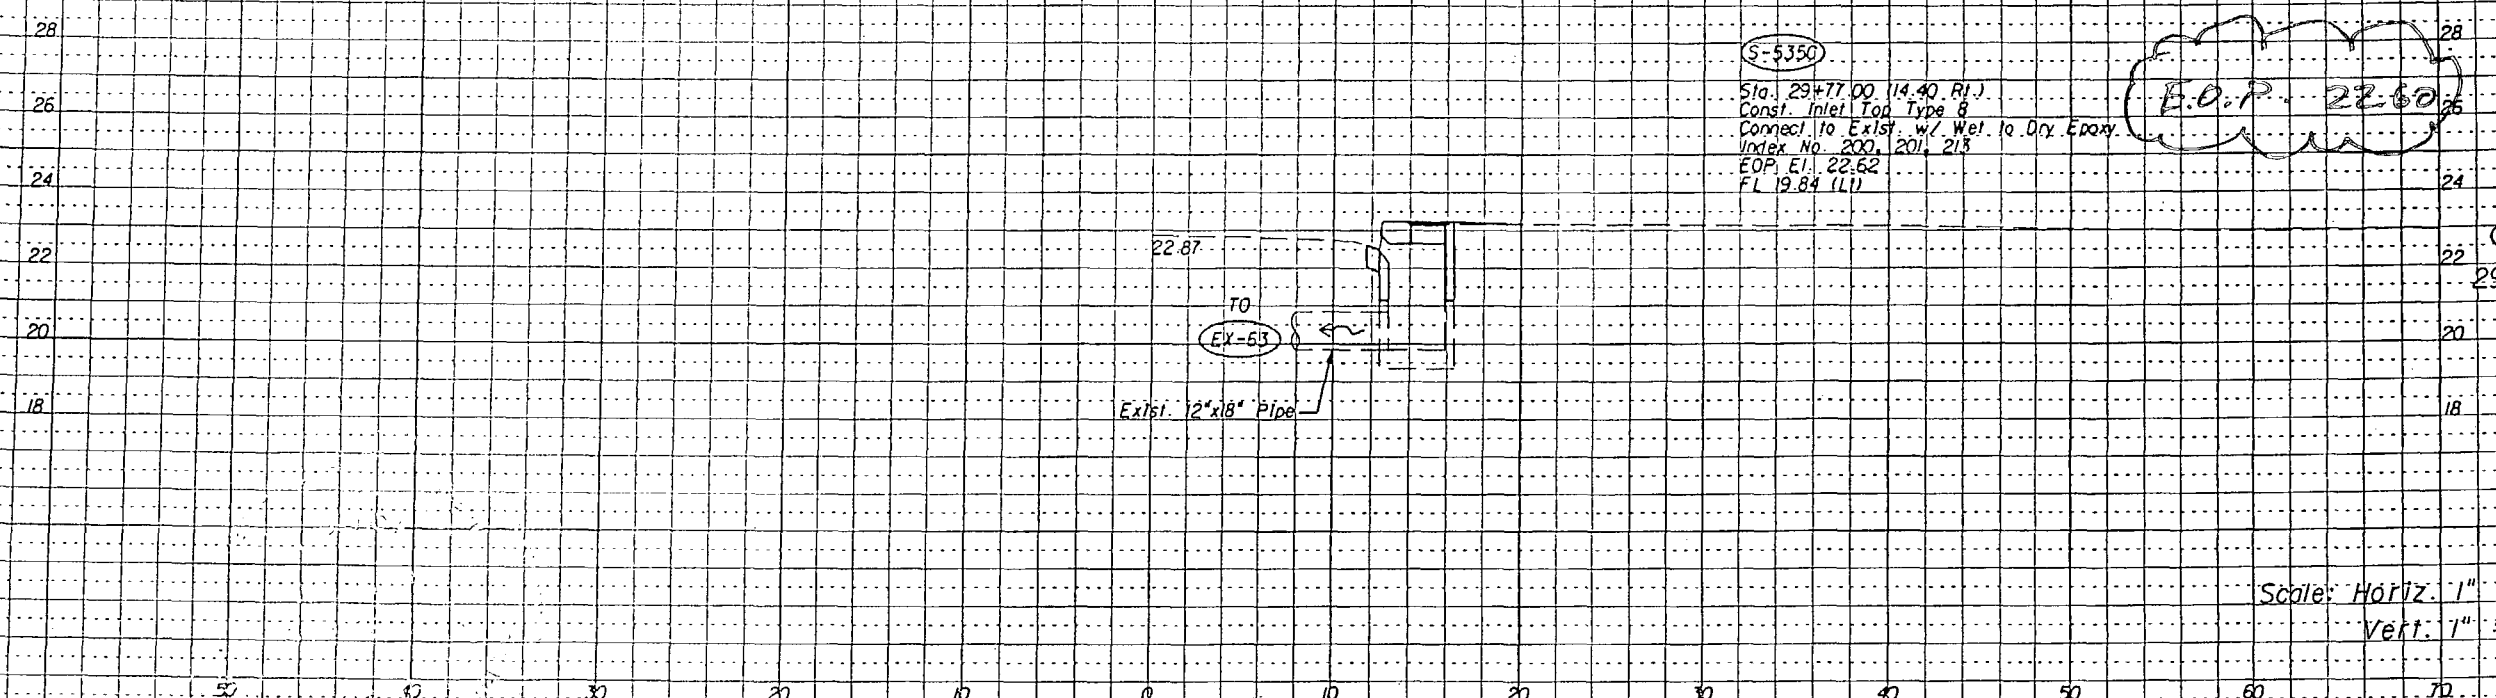 28
26
24
22
20
18
S-535C
Sta. 29+77.00 (14.40 Rt.)
Const. Inlet Top Type 8
Connect to Exist. w/ Wet to Dry Epoxy
Index No. 200, 201, 213
EOP El. 22.62
FL 19.84 (Lt)
E.O.P. 22.60
28
26
24
22
20
18
22.87
TO
EX-53
Exist. 12"x18" Pipe
Scale: Horiz. 1"
Vert. 1"
50 40 30 20 10 0 10 20 30 40 50 60 70